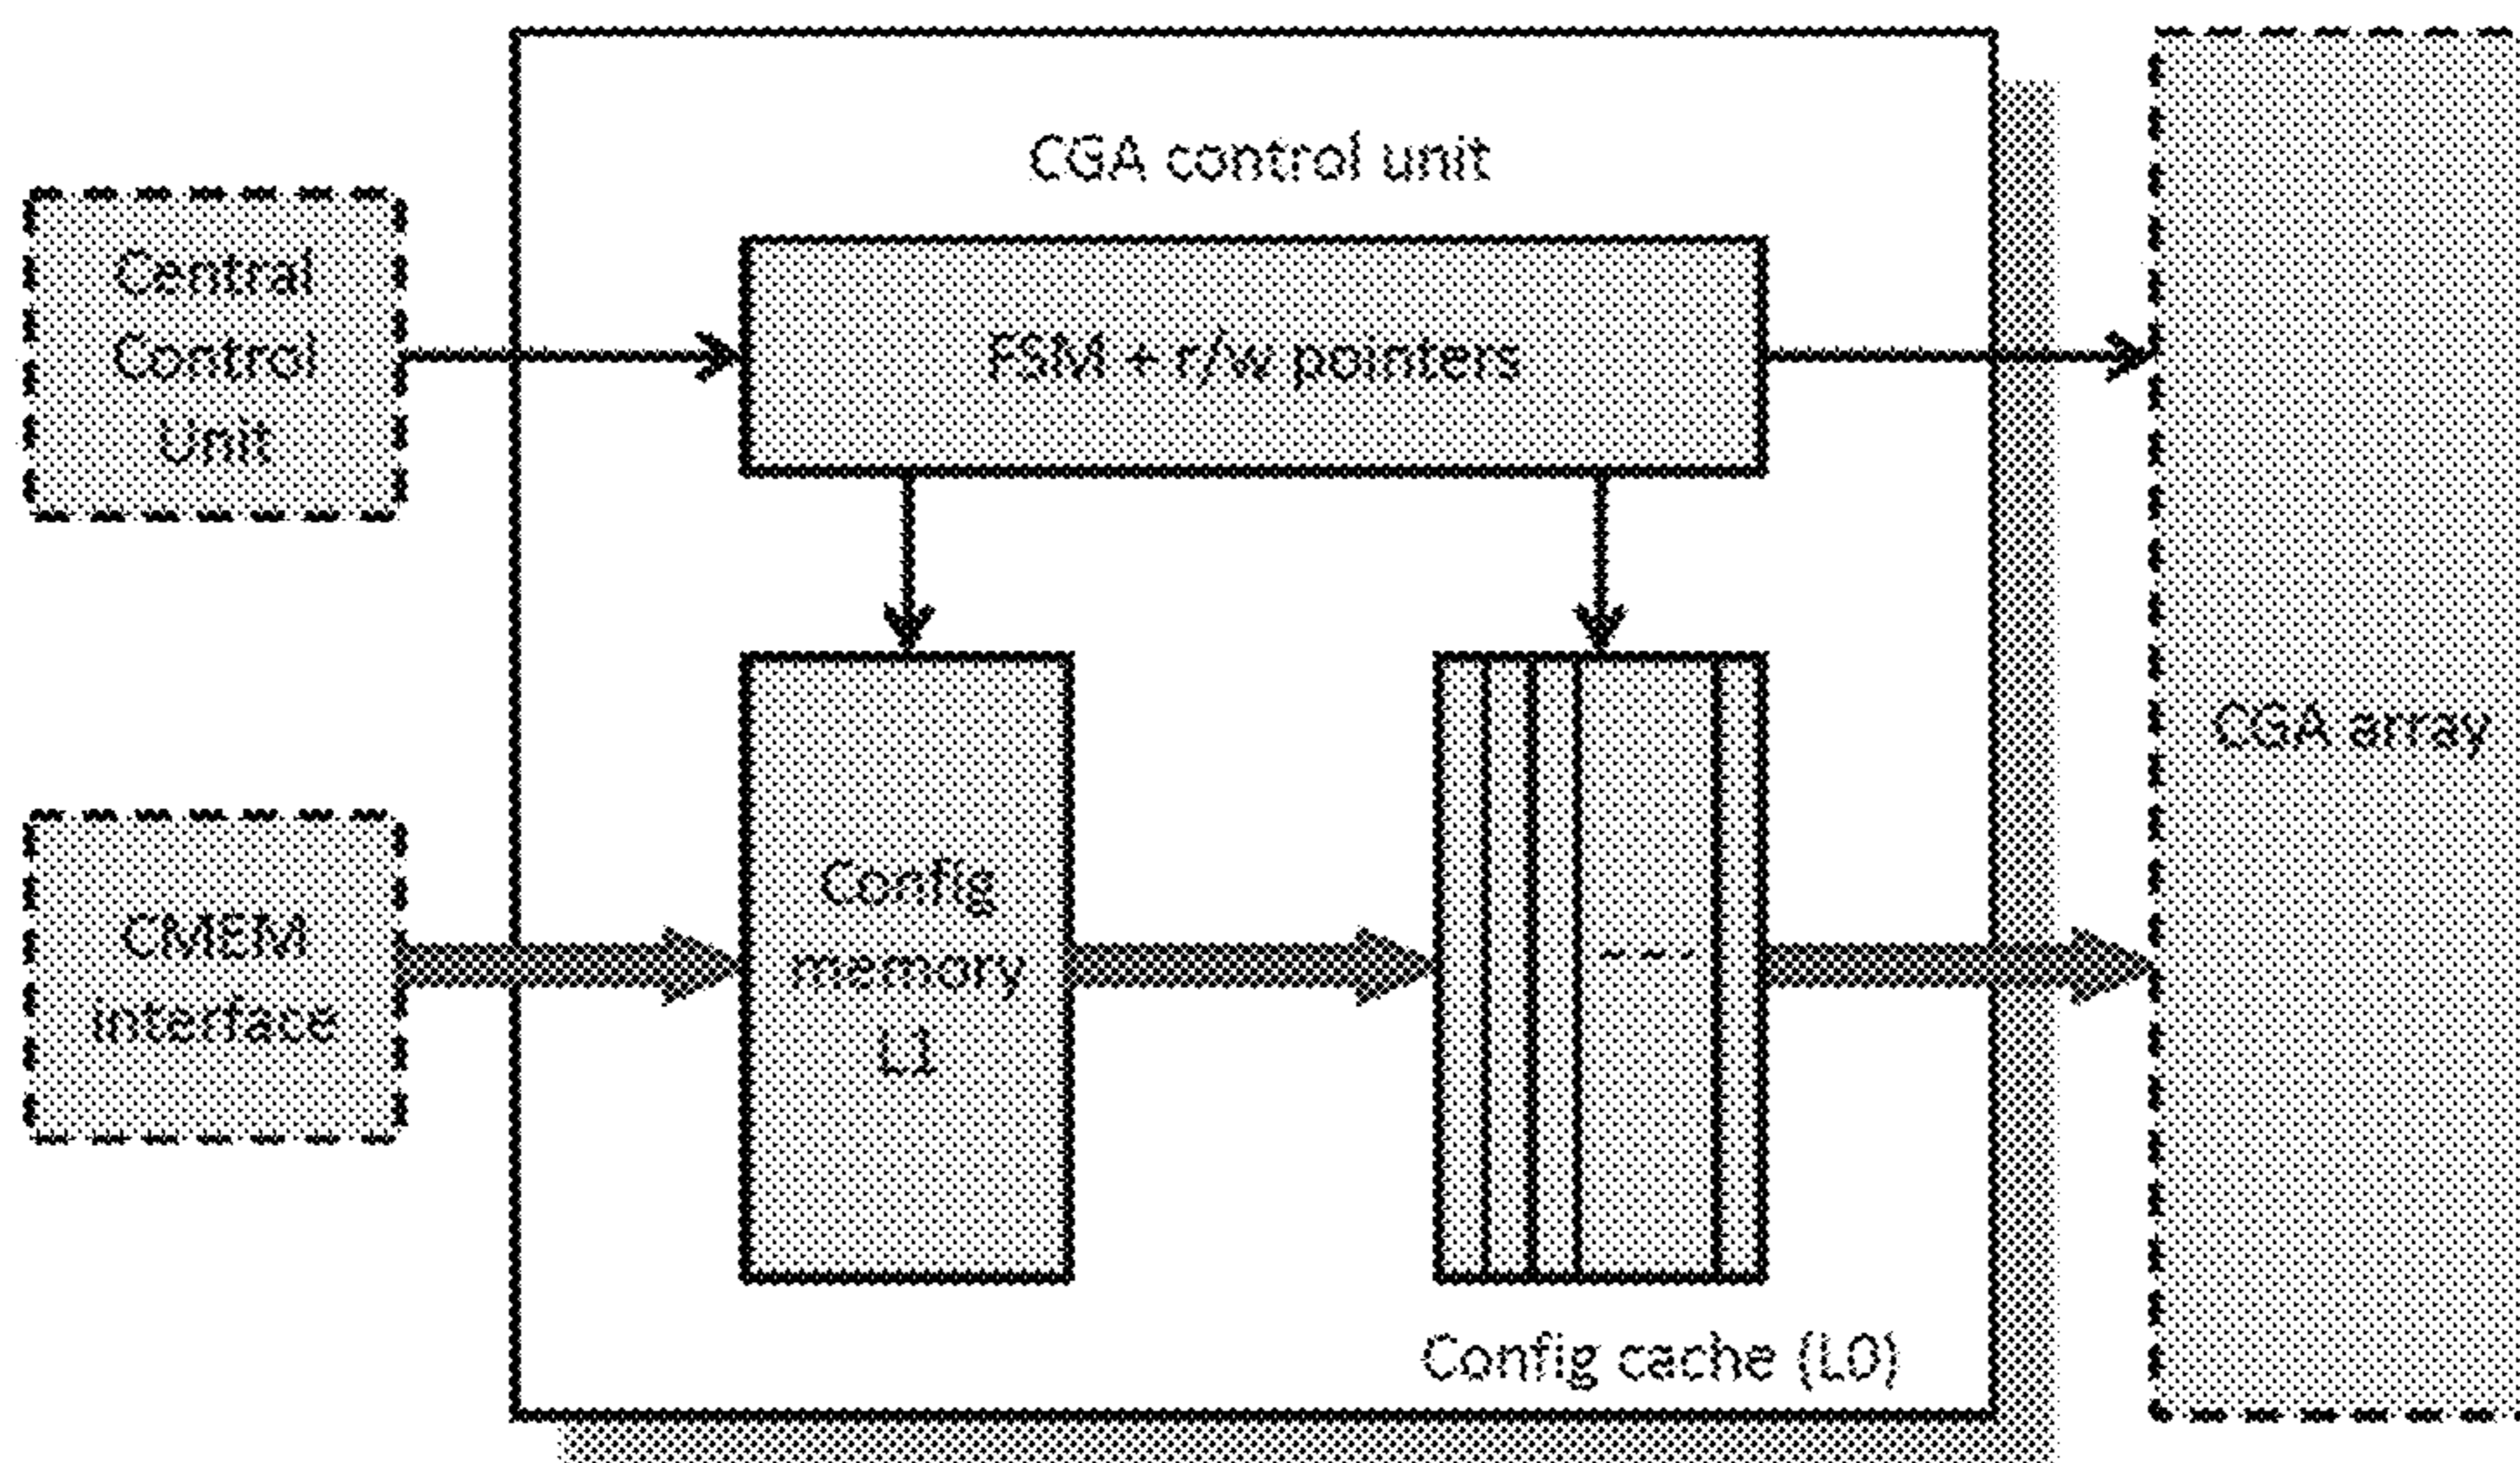 CGA control unit
Central
Control
Unit
FSM + r/w pointers
CGA array
CMEM
interface
Config
memory
L1
Config cache (L0)